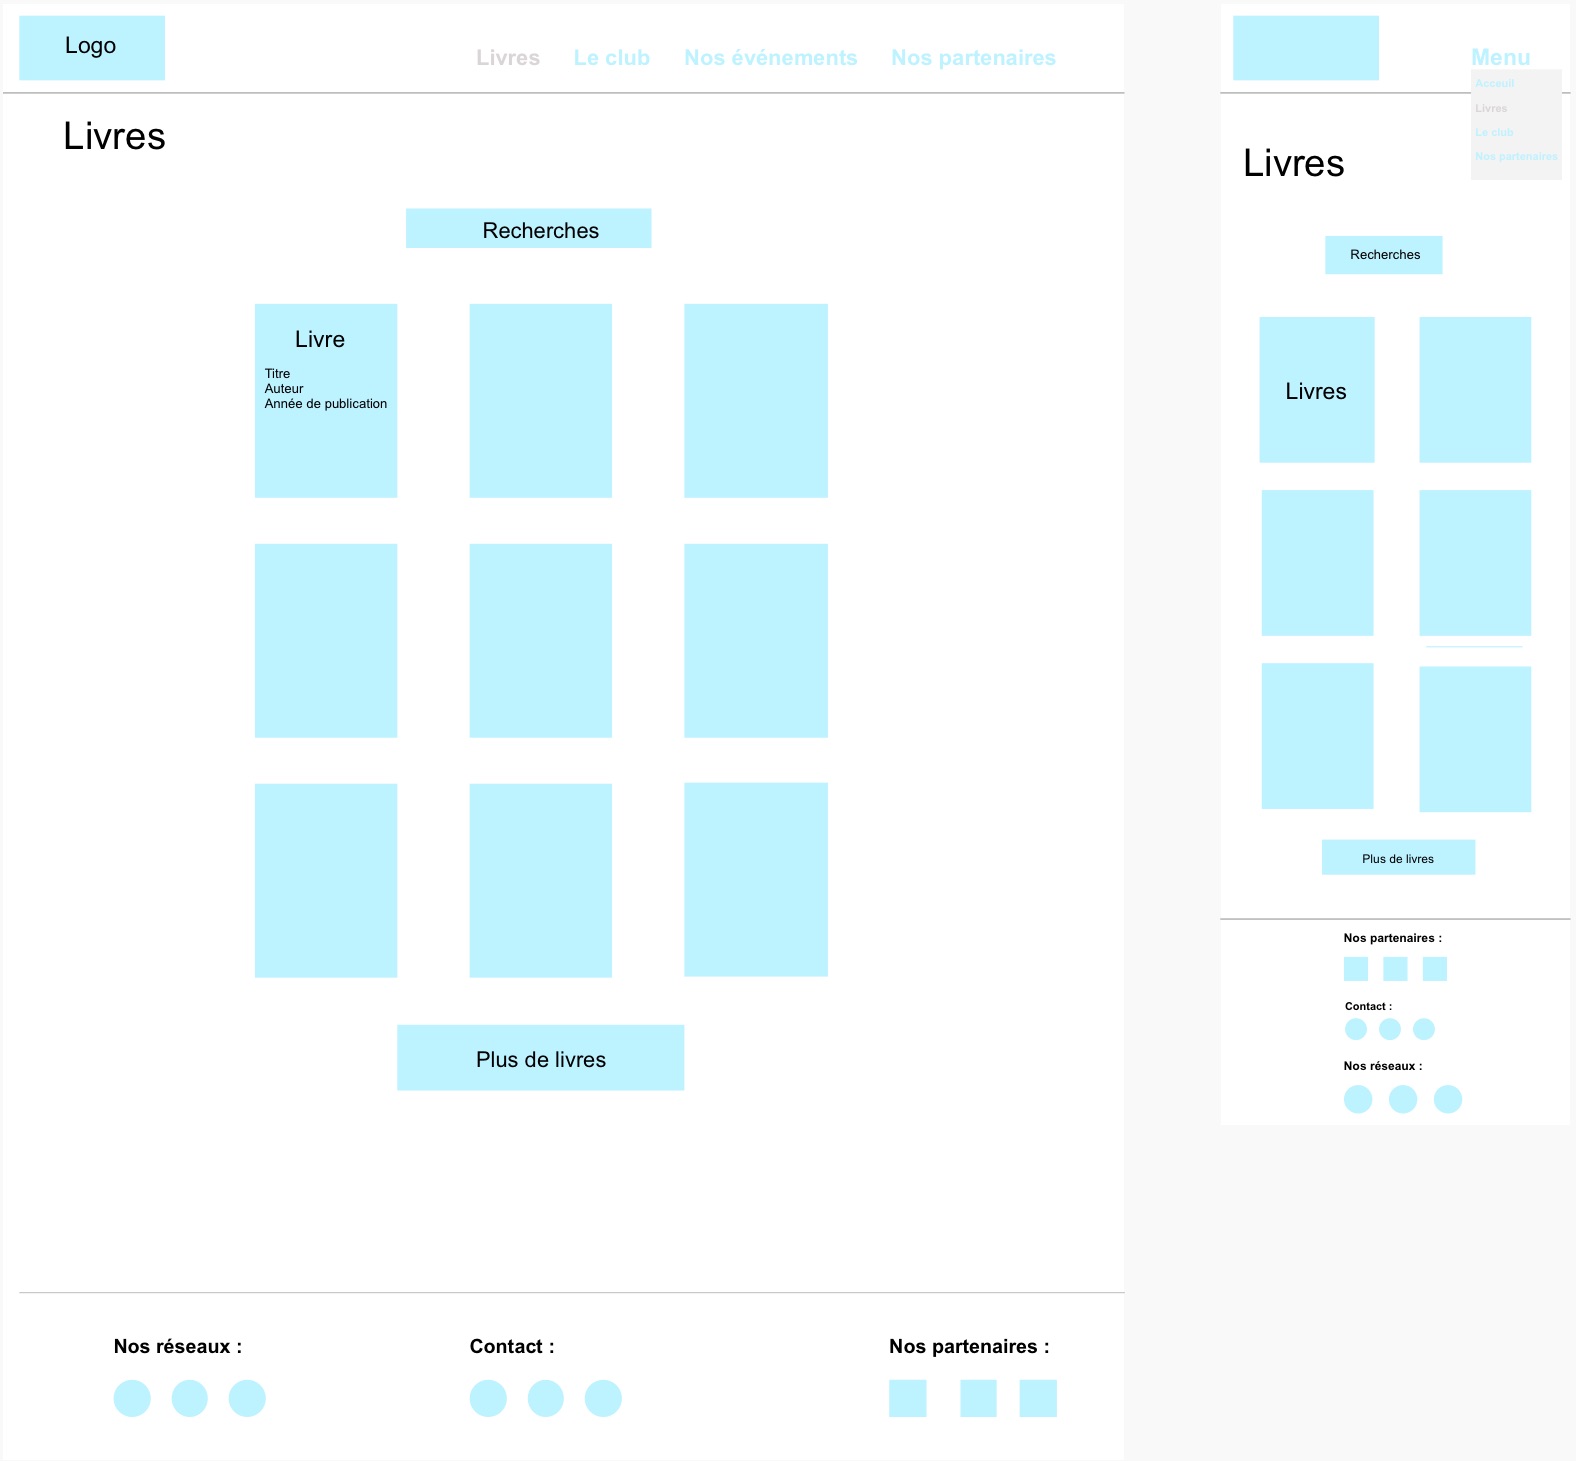 Logo
Livres
Le club
Nos événements
Nos partenaires
Livres
Recherches
Livre
Titre
Auteur
Année de publication
Plus de livres
Nos réseaux :
Contact :
Nos partenaires :
Menu
Acceuil
Livres
Le club
Nos partenaires
Livres
Recherches
Livres
Plus de livres
Nos partenaires :
Contact :
Nos réseaux :